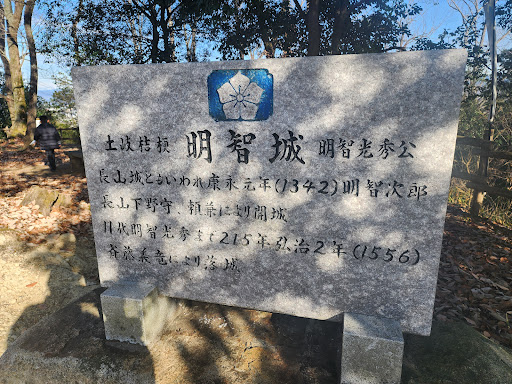 土岐桔梗 明智城 明智光秀公
長山城ともいわれ康永元年(1342)明智次郎
長山下野守、頼兼により開城
目代明智光秀まで215年弘治2年(1556)
斉藤義竜により落城